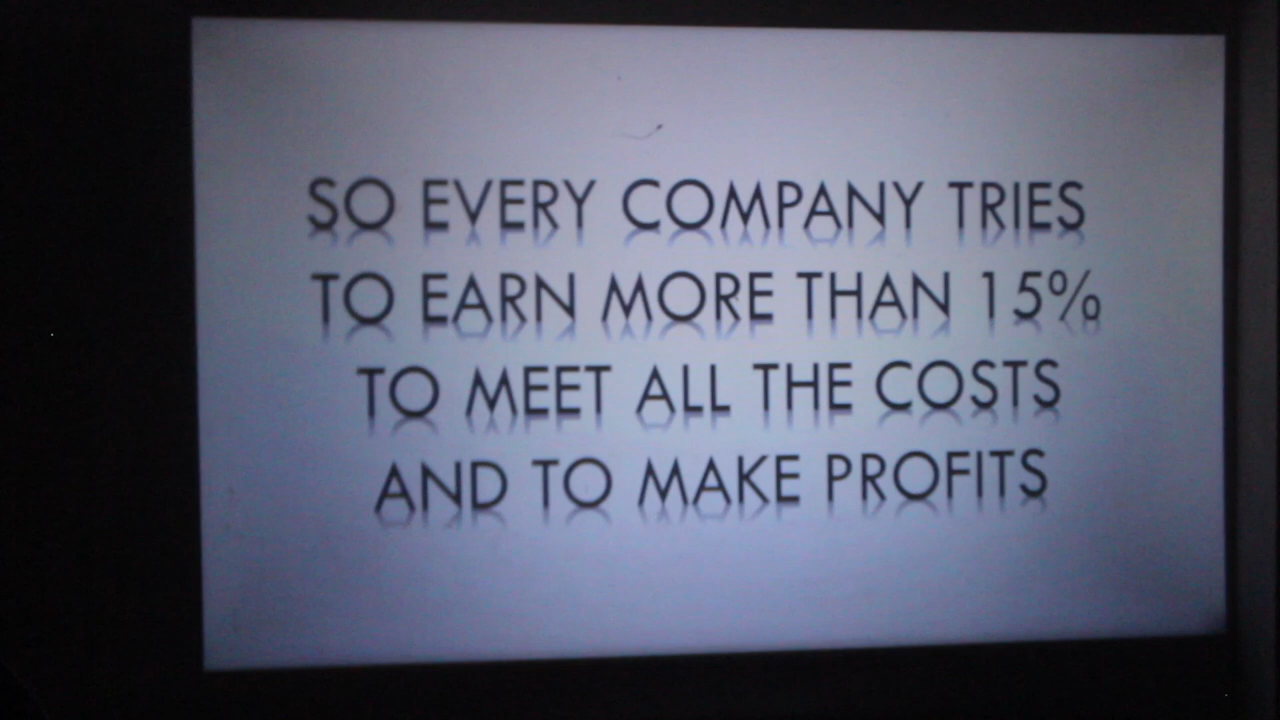 SO EVERY COMPANY TRIES
TO EARN MORE THAN 15%
TO MEET ALL THE COSTS
AND TO MAKE PROFITS